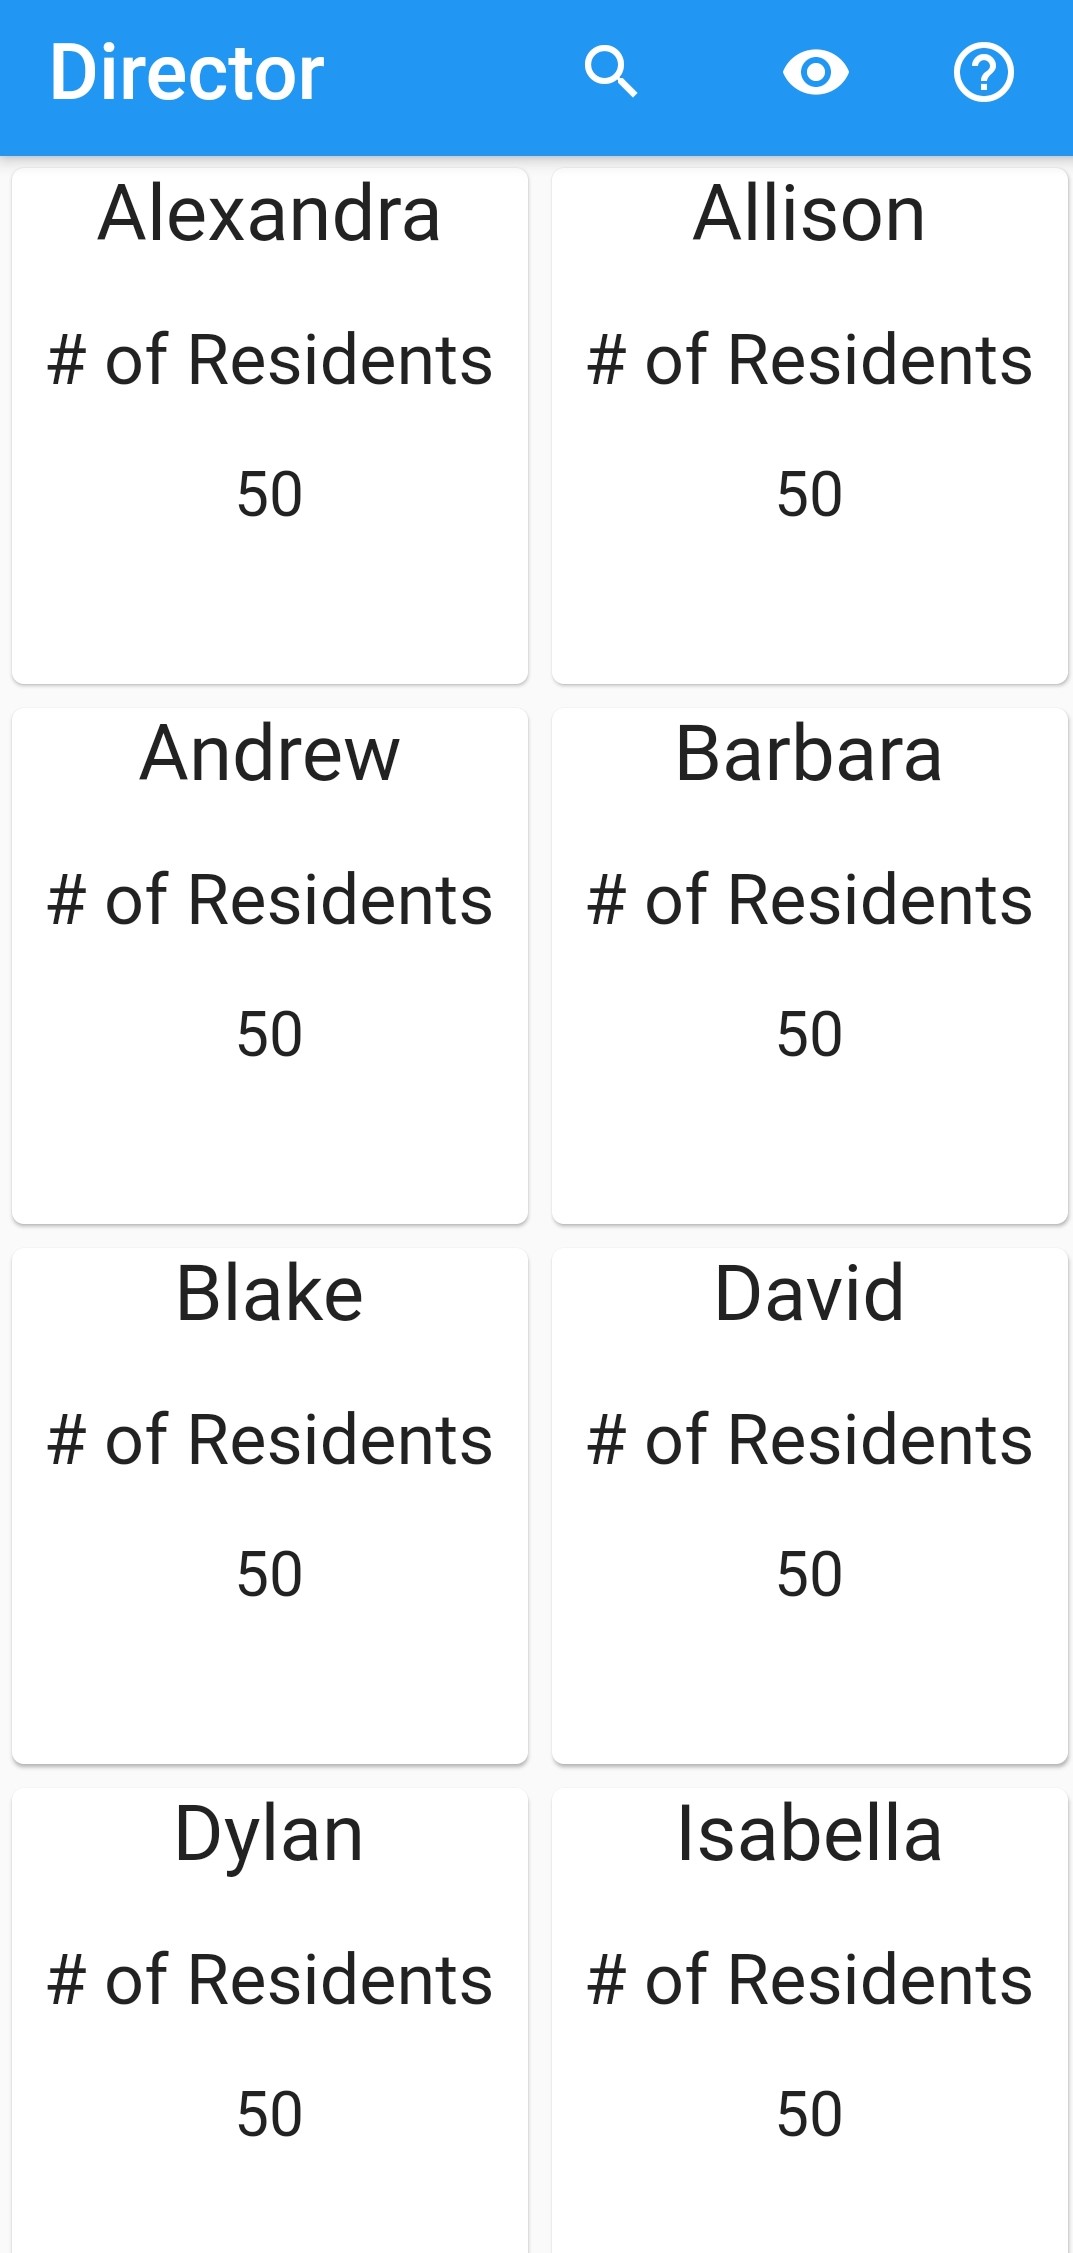 Director
Alexandra
# of Residents
50
Allison
# of Residents
50
Andrew
# of Residents
50
Barbara
# of Residents
50
Blake
# of Residents
50
David
# of Residents
50
Dylan
# of Residents
50
Isabella
# of Residents
50